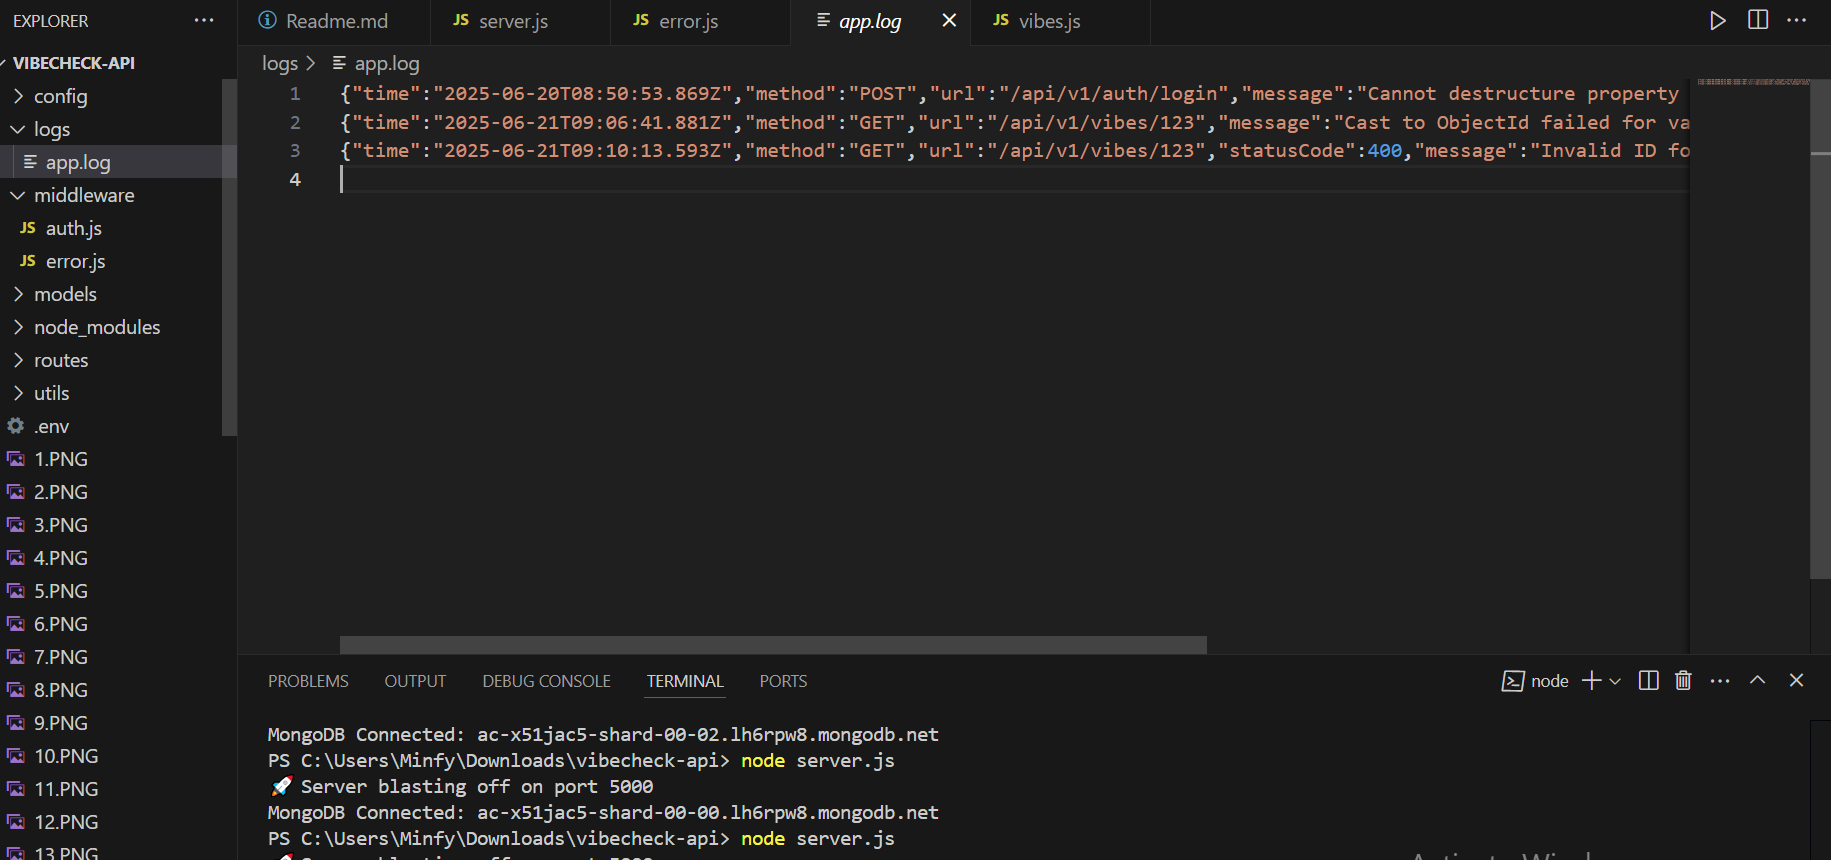 EXPLORER
VIBECHECK-API
config
logs
app.log
middleware
JS auth.js
JS error.js
models
node_modules
routes
utils
.env
1.PNG
2.PNG
3.PNG
4.PNG
5.PNG
6.PNG
7.PNG
8.PNG
9.PNG
10.PNG
11.PNG
12.PNG
13.PNG
Readme.md JS server.js JS error.js app.log JS vibes.js
logs > app.log
1 {"time":"2025-06-20T08:50:53.869Z","method":"POST","url":"/api/v1/auth/login","message":"Cannot destructure property
2 {"time":"2025-06-21T09:06:41.881Z","method":"GET","url":"/api/v1/vibes/123","message":"Cast to ObjectId failed for va
3 {"time":"2025-06-21T09:10:13.593Z","method":"GET","url":"/api/v1/vibes/123","statusCode":400,"message":"Invalid ID fo
4
PROBLEMS OUTPUT DEBUG CONSOLE TERMINAL PORTS node
MongoDB Connected: ac-x51jac5-shard-00-02.lh6rpw8.mongodb.net
PS C:\Users\Minfy\Downloads\vibecheck-api> node server.js
🚀 Server blasting off on port 5000
MongoDB Connected: ac-x51jac5-shard-00-00.lh6rpw8.mongodb.net
PS C:\Users\Minfy\Downloads\vibecheck-api> node server.js